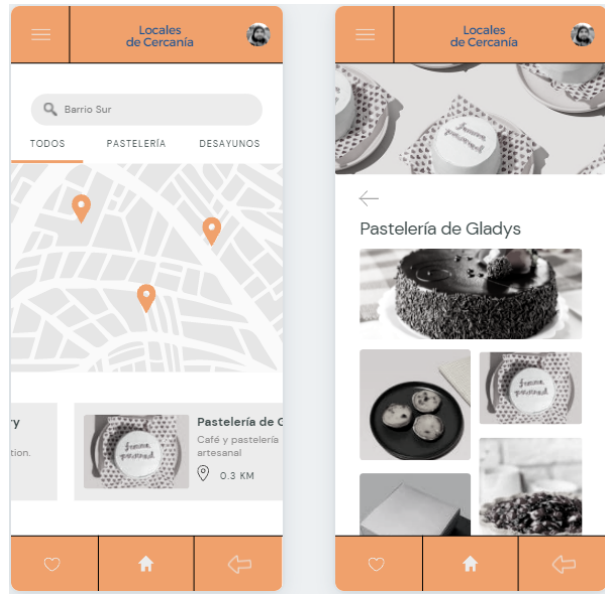 Locales
de Cercanía
Barrio Sur
TODOS
PASTELERÍA
DESAYUNOS
ry
tion.
Pastelería de G
Café y pastelería
artesanal
0.3 KM
Locales
de Cercanía
Pastelería de Gladys